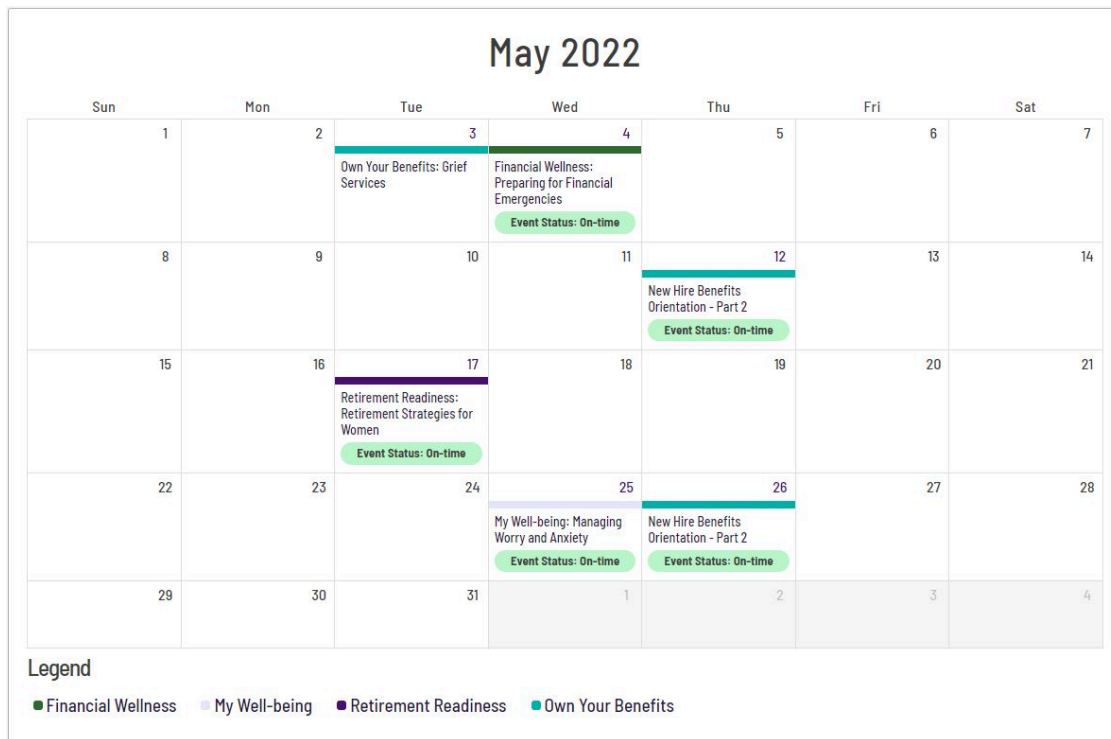 May 2022
Sun Mon Tue Wed Thu Fri Sat
1 2 3 4 5 6 7
Own Your Benefits: Grief
Services
Financial Wellness:
Preparing for Financial
Emergencies
Event Status: On-time
8 9 10 11 12 13 14
New Hire Benefits
Orientation - Part 2
Event Status: On-time
15 16 17 18 19 20 21
Retirement Readiness:
Retirement Strategies for
Women
Event Status: On-time
22 23 24 25 26 27 28
My Well-being: Managing
Worry and Anxiety
Event Status: On-time
New Hire Benefits
Orientation - Part 2
Event Status: On-time
29 30 31 1 2 3 4
Legend
Financial Wellness My Well-being Retirement Readiness Own Your Benefits